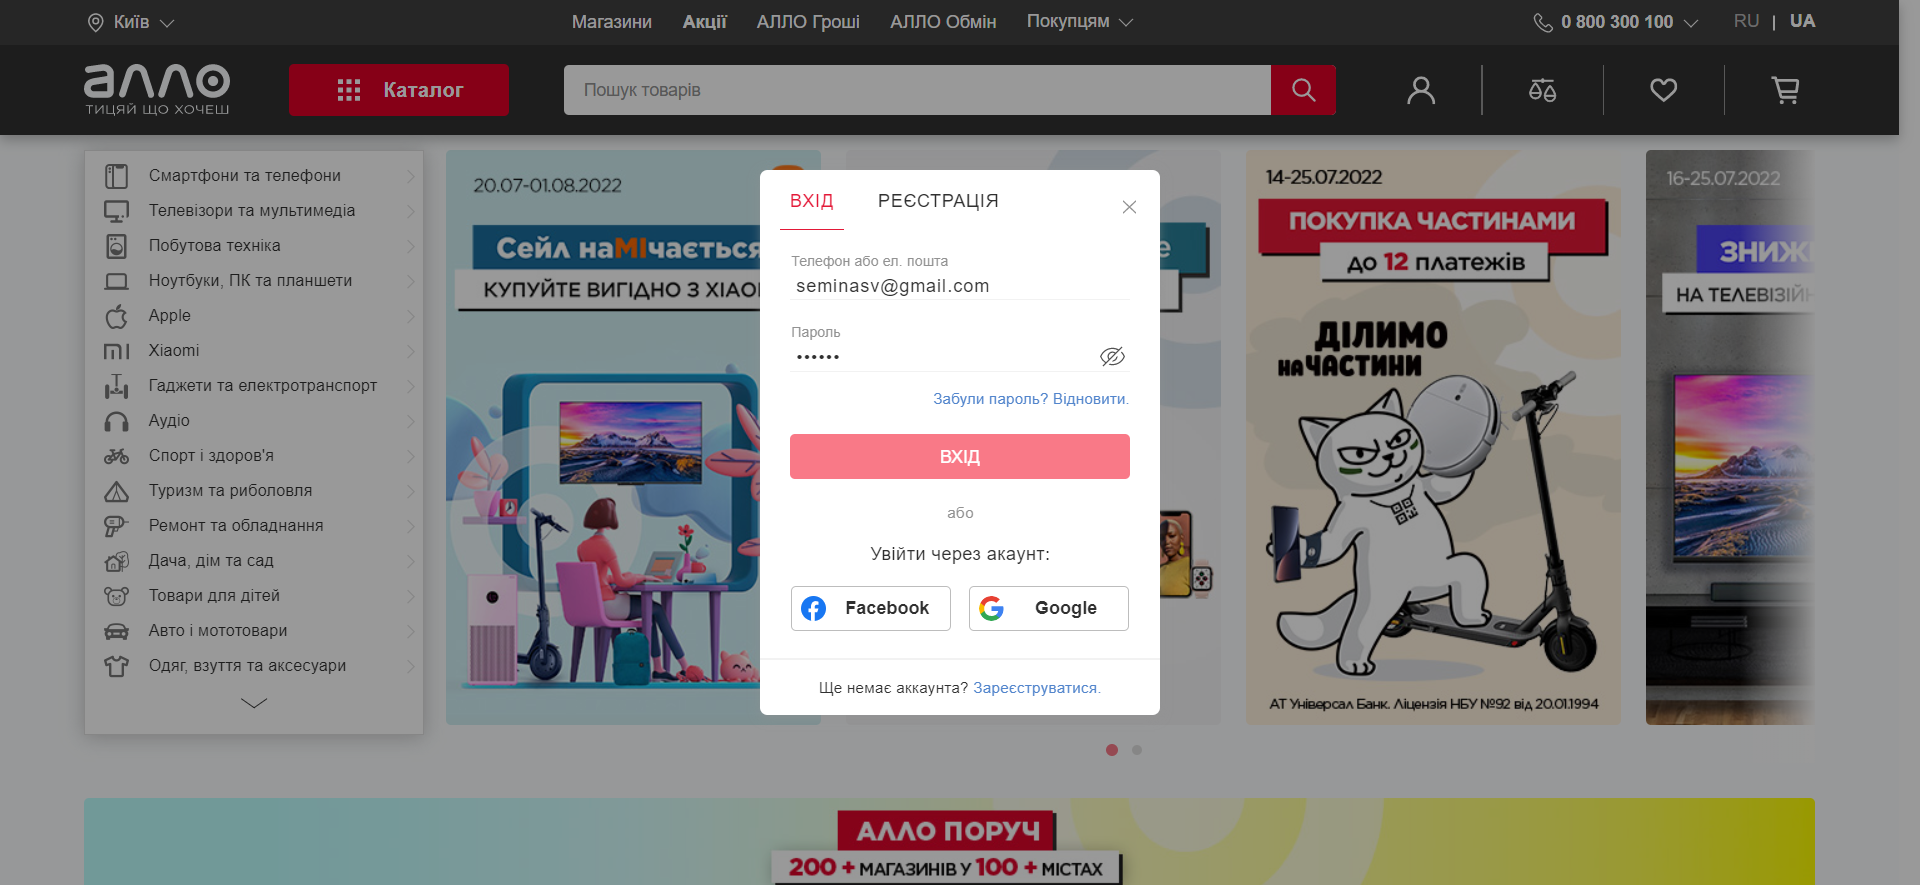 Київ
Магазини Акції АЛЛО Гроші АЛЛО Обмін Покупцям
0 800 300 100
RU | UA
алло
ТИЦЯЙ ЩО ХОЧЕШ
Каталог
Пошук товарів
Смартфони та телефони
Телевізори та мультимедіа
Побутова техніка
Ноутбуки, ПК та планшети
Apple
Xiaomi
Гаджети та електротранспорт
Аудіо
Спорт і здоров'я
Туризм та риболовля
Ремонт та обладнання
Дача, дім та сад
Товари для дітей
Авто і мототовари
Одяг, взуття та аксесуари
20.07-01.08.2022
Сейл наМІчається
КУПУЙТЕ ВИГІДНО З XIAO
ВХІД РЕЄСТРАЦІЯ
Телефон або ел. пошта
seminasv@gmail.com
Пароль
••••••
Забули пароль? Відновити.
ВХІД
або
Увійти через акаунт:
Facebook Google
Ще немає аккаунта? Зареєструватися.
е
14-25.07.2022
ПОКУПКА ЧАСТИНАМИ
до 12 платежів
ДІЛИМО
на ЧАСТИНИ
АТ Універсал Банк. Ліцензія НБУ №92 від 20.01.1994
16-25.07.2022
ЗНИЖ
НА ТЕЛЕВІЗІЙН
АЛЛО ПОРУЧ
200 + МАГАЗИНІВ У 100 + МІСТАХ